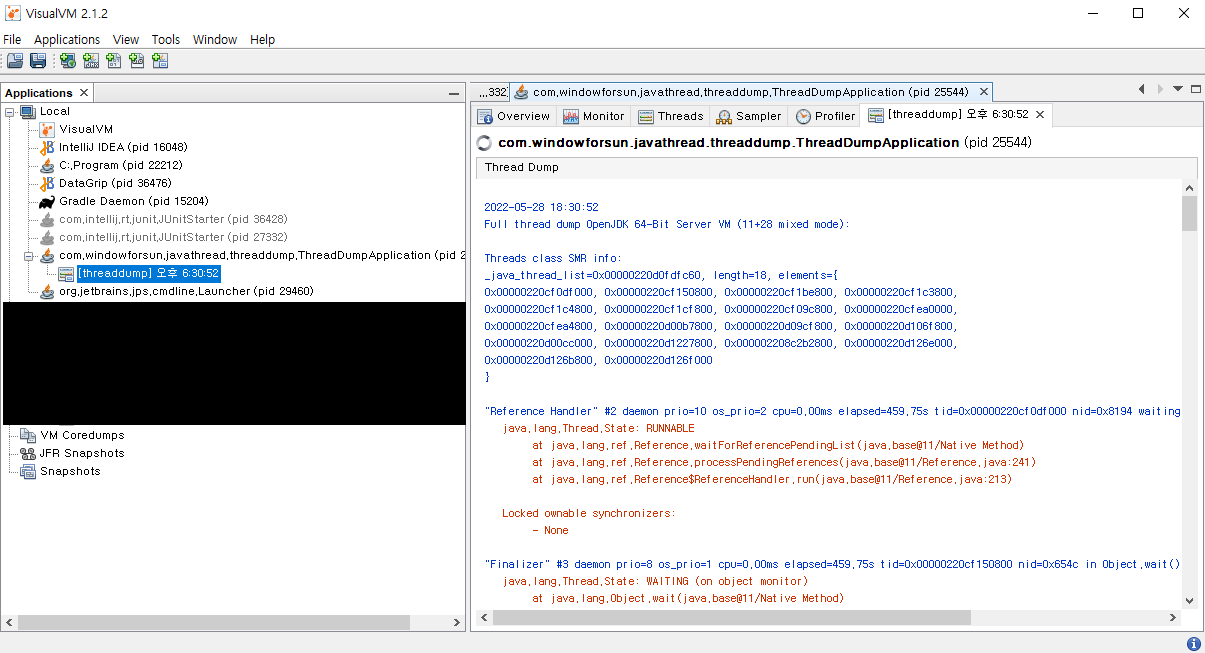 VisualVM 2.1.2
File Applications View Tools Window Help
Applications
Local
VisualVM
IntelliJ IDEA (pid 16048)
C:,Program (pid 22212)
DataGrip (pid 36476)
Gradle Daemon (pid 15204)
com,intellij,rt,junit,JUnitStarter (pid 36428)
com,intellij,rt,junit,JUnitStarter (pid 27332)
com,windowforsun,javathread,threaddump,ThreadDumpApplication (pid 2
[threaddump] 오후 6:30:52
org,jetbrains,jps,cmdline,Launcher (pid 29460)
VM Coredumps
JFR Snapshots
Snapshots
...,332) com,windowforsun,javathread,threaddump,ThreadDumpApplication (pid 25544)
Overview Monitor Threads Sampler Profiler [threaddump] 오후 6:30:52
com.windowforsun.javathread.threaddump.ThreadDumpApplication (pid 25544)
Thread Dump
2022-05-28 18:30:52
Full thread dump OpenJDK 64-Bit Server VM (11+28 mixed mode):
Threads class SMR info:
_java_thread_list=0x00000220d0fdfc60, length=18, elements={
0x00000220cf0df000, 0x00000220cf150800, 0x00000220cf1be800, 0x00000220cf1c3800,
0x00000220cf1c4800, 0x00000220cf1cf800, 0x00000220cf09c800, 0x00000220cfea0000,
0x00000220cfea4800, 0x00000220d00b7800, 0x00000220d09cf800, 0x00000220d106f800,
0x00000220d00cc000, 0x00000220d1227800, 0x000002208c2b2800, 0x00000220d126e000,
0x00000220d126b800, 0x00000220d126f000
}
"Reference Handler" #2 daemon prio=10 os_prio=2 cpu=0,00ms elapsed=459,75s tid=0x00000220cf0df000 nid=0x8194 waiting
java,lang,Thread,State: RUNNABLE
at java,lang,ref,Reference,waitForReferencePendingList(java,base@11/Native Method)
at java,lang,ref,Reference,processPendingReferences(java,base@11/Reference,java:241)
at java,lang,ref,Reference$ReferenceHandler,run(java,base@11/Reference,java:213)
Locked ownable synchronizers:
- None
"Finalizer" #3 daemon prio=8 os_prio=1 cpu=0,00ms elapsed=459,75s tid=0x00000220cf150800 nid=0x654c in Object,wait()
java,lang,Thread,State: WAITING (on object monitor)
at java,lang,Object,wait(java,base@11/Native Method)